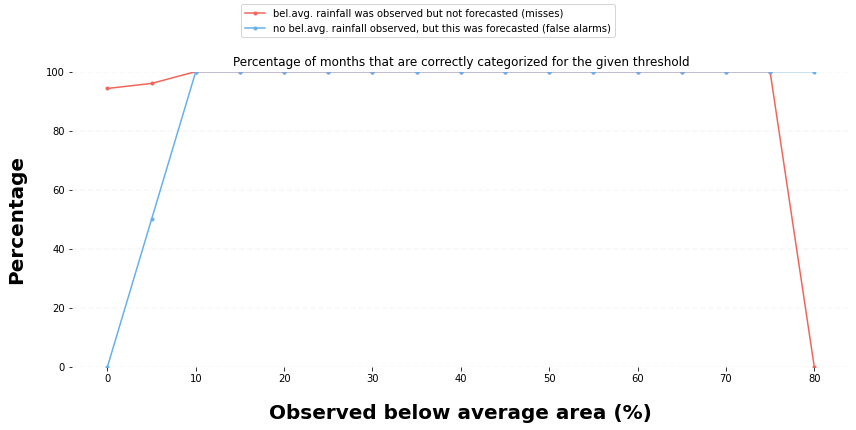 bel.avg. rainfall was observed but not forecasted (misses)
no bel.avg. rainfall observed, but this was forecasted (false alarms)
Percentage of months that are correctly categorized for the given threshold
100
80
60
40
20
0
Percentage
0 10 20 30 40 50 60 70 80
Observed below average area (%)